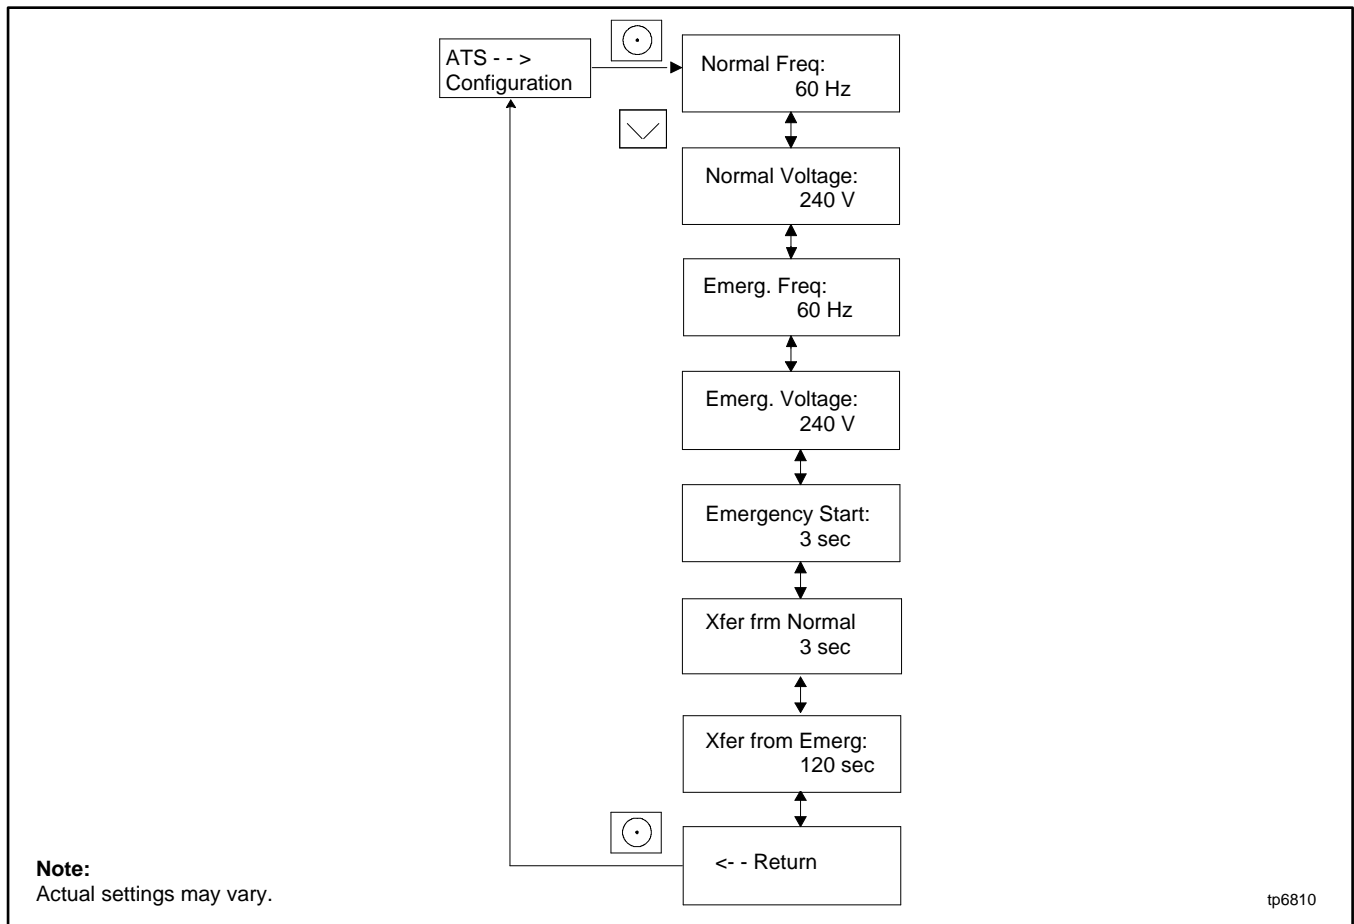 ATS - - >
Configuration
Normal Freq:
60 Hz
Normal Voltage:
240 V
Emerg. Freq:
60 Hz
Emerg. Voltage:
240 V
Emergency Start:
3 sec
Xfer frm Normal
3 sec
Xfer from Emerg:
120 sec
<- - Return
Note:
Actual settings may vary.
tp6810